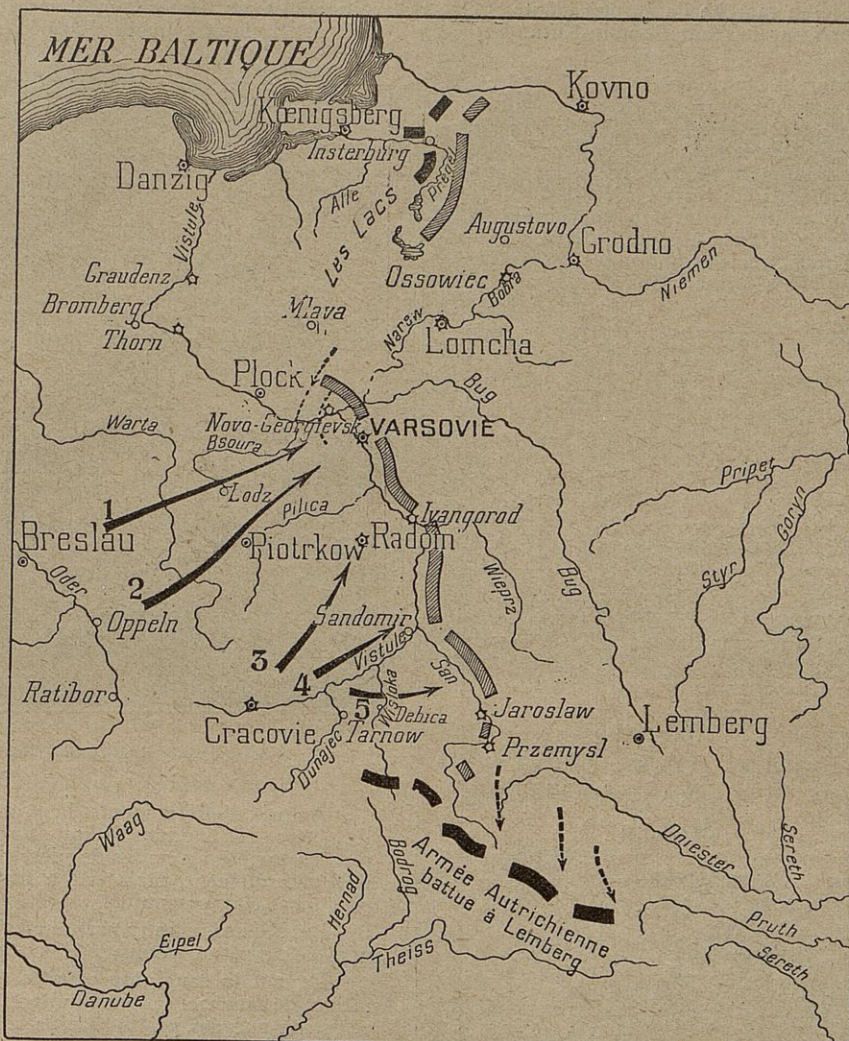 MER BALTIQUE
Kovno
Kœnigsberg
Insterburg
Danzig
Prégel
Alle
Vistule
Les Lacs
Augustovo
Grodno
Graudenz
Ossowiec
Bobra
Niemen
Bromberg
Mlava
Thorn
Narew
Lomcha
Plock
Bug
Warta
Novo-Georgievsk
VARSOVIE
Bsoura
Pripet
Lodz
1
Pilica
Ivangorod
Goryn
Breslau
Piotrkow
Radom
Oder
2
Wieprz
Bug
Styr
Oppeln
Sandomir
3
Vistule
4
San
Ratibor
5
Wisloka
Debica
Jaroslaw
Cracovie
Tarnow
Lemberg
Dunajec
Przemysl
Waag
Bodrog
Dniester
Sereth
Armée Autrichienne
battue à Lemberg
Hernad
Pruth
Eipel
Theiss
Sereth
Danube